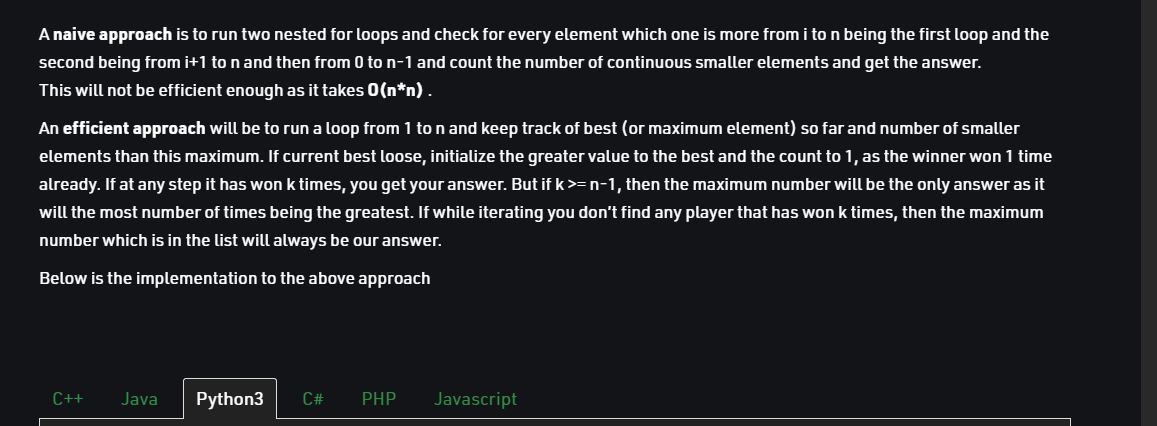 A naive approach is to run two nested for loops and check for every element which one is more from i to n being the first loop and the
second being from i+1 to n and then from 0 to n-1 and count the number of continuous smaller elements and get the answer.
This will not be efficient enough as it takes O(n*n) .
An efficient approach will be to run a loop from 1 to n and keep track of best (or maximum element) so far and number of smaller
elements than this maximum. If current best loose, initialize the greater value to the best and the count to 1, as the winner won 1 time
already. If at any step it has won k times, you get your answer. But if k >= n-1, then the maximum number will be the only answer as it
will the most number of times being the greatest. If while iterating you don’t find any player that has won k times, then the maximum
number which is in the list will always be our answer.
Below is the implementation to the above approach
C++ Java Python3 C# PHP Javascript